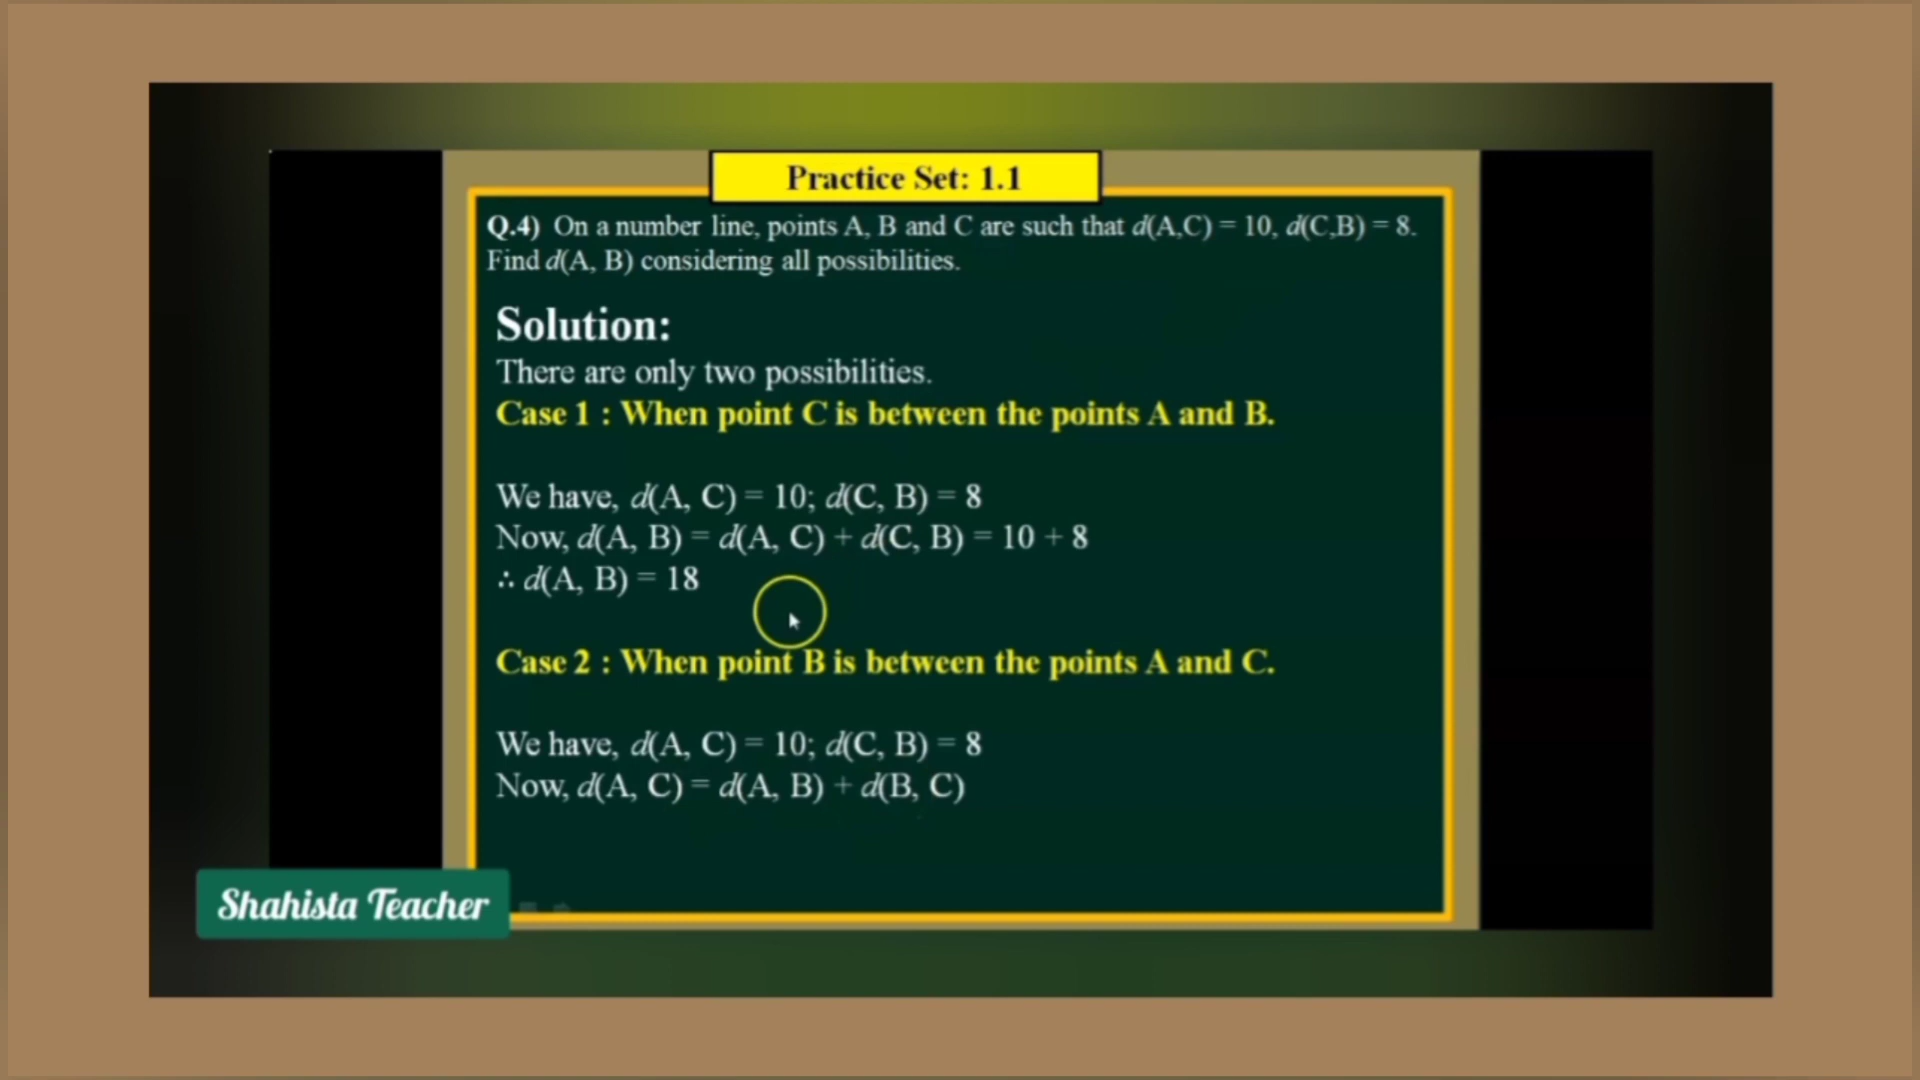 Practice Set: 1.1
Q.4) On a number line, points A, B and C are such that d(A,C) = 10, d(C,B) = 8.
Find d(A, B) considering all possibilities.
Solution:
There are only two possibilities.
Case 1 : When point C is between the points A and B.
We have, d(A, C) = 10; d(C, B) = 8
Now, d(A, B) = d(A, C) + d(C, B) = 10 + 8
∴ d(A, B) = 18
Case 2 : When point B is between the points A and C.
We have, d(A, C) = 10; d(C, B) = 8
Now, d(A, C) = d(A, B) + d(B, C)
Shahista Teacher